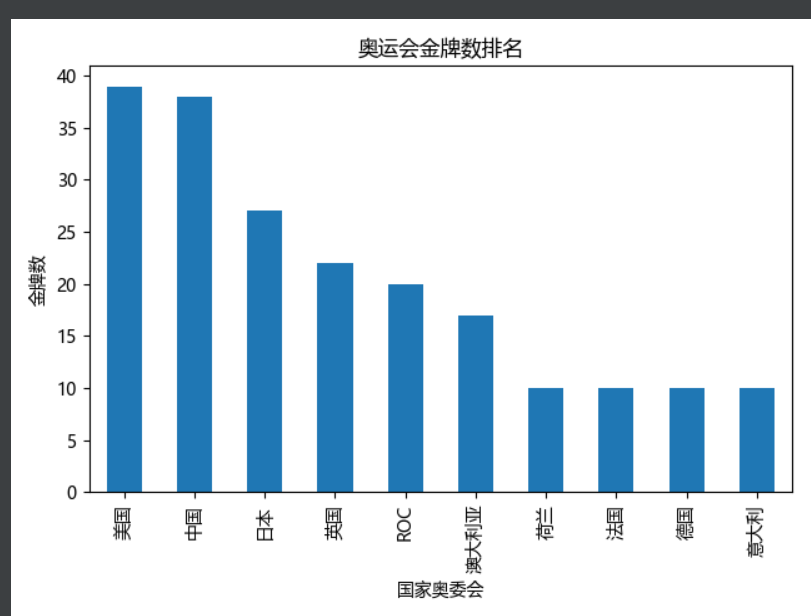 奥运会金牌数排名
金牌数
40
35
30
25
20
15
10
5
0
美国
中国
日本
英国
ROC
澳大利亚
荷兰
法国
德国
意大利
国家奥委会